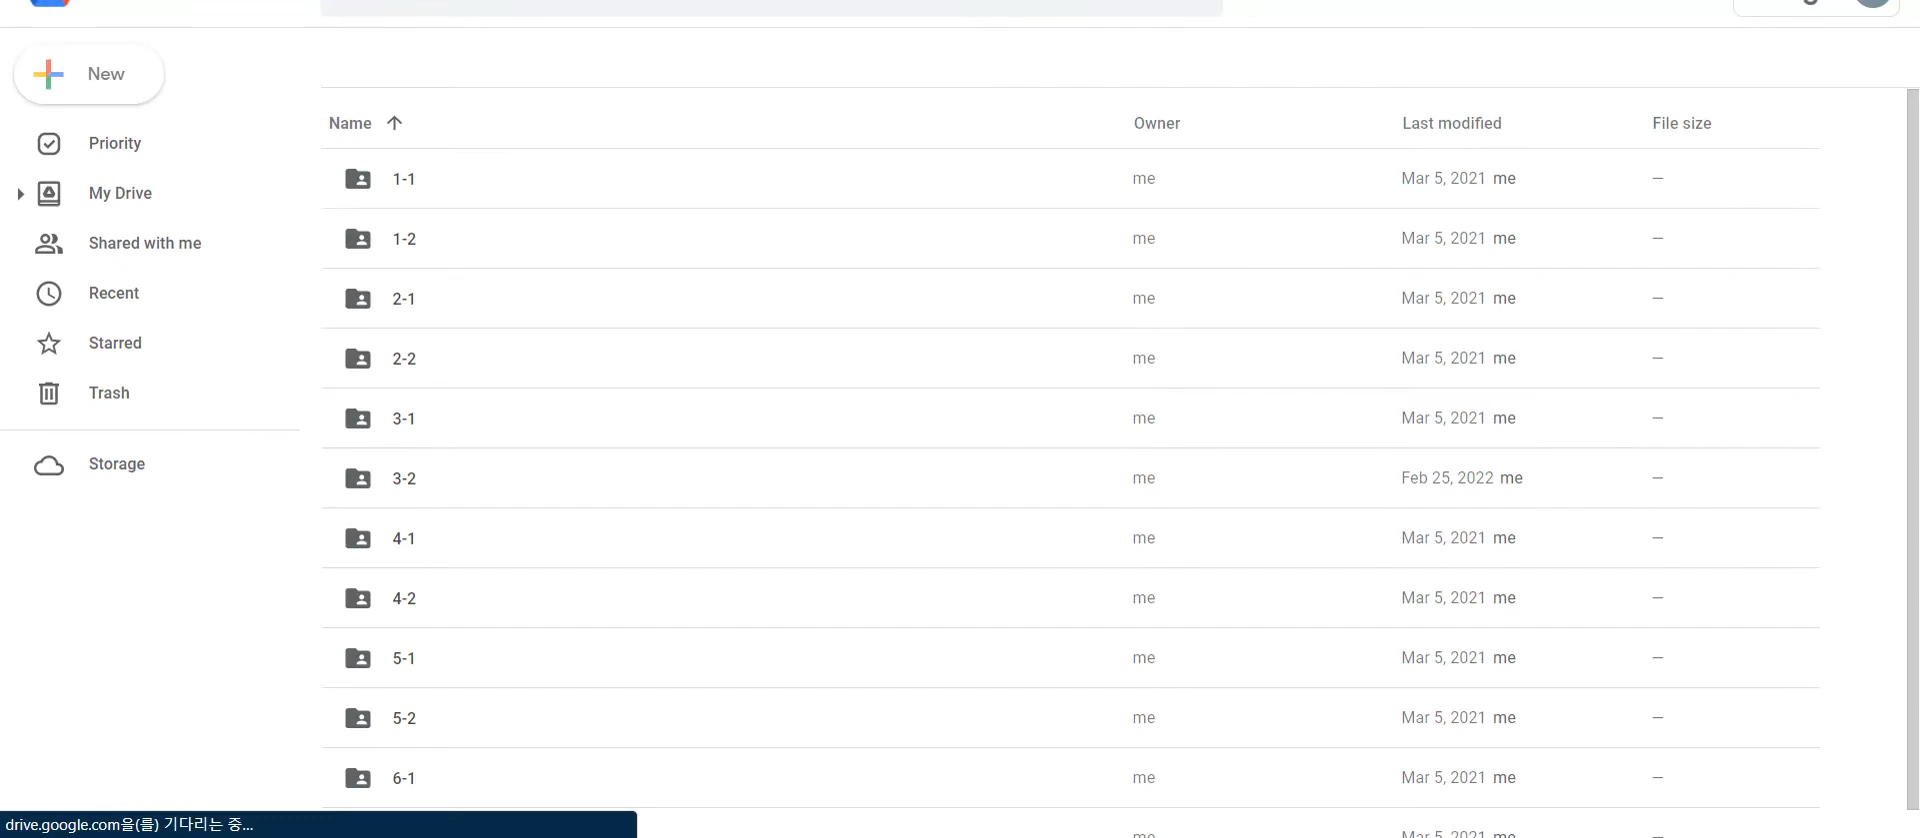 New
Priority
My Drive
Shared with me
Recent
Starred
Trash
Storage
Name Owner Last modified File size
1-1 me Mar 5, 2021 me –
1-2 me Mar 5, 2021 me –
2-1 me Mar 5, 2021 me –
2-2 me Mar 5, 2021 me –
3-1 me Mar 5, 2021 me –
3-2 me Feb 25, 2022 me –
4-1 me Mar 5, 2021 me –
4-2 me Mar 5, 2021 me –
5-1 me Mar 5, 2021 me –
5-2 me Mar 5, 2021 me –
6-1 me Mar 5, 2021 me –
me Mar 5, 2021 me –
drive.google.com을(를) 기다리는 중...